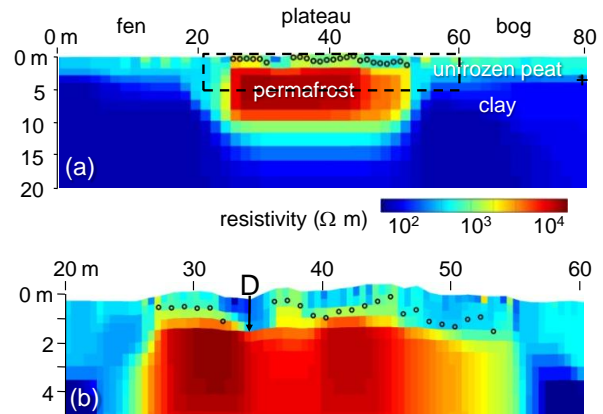 fen plateau bog
0 m 20 40 60 80
0 m
unfrozen peat
5
permafrost
clay
10
15
(a)
20
resistivity (Ω m)
10² 10³ 10⁴
20 m 30 D 40 50 60
0 m
2
4
(b)